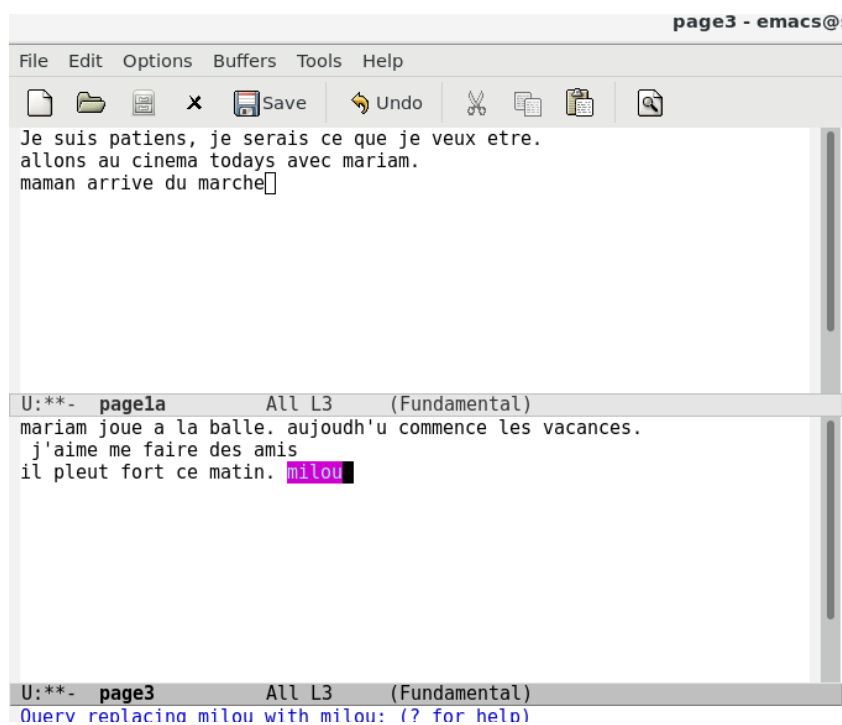 page3 - emacs@
File Edit Options Buffers Tools Help
Save Undo
Je suis patiens, je serais ce que je veux etre.
allons au cinema todays avec mariam.
maman arrive du marche
U:**- page1a All L3 (Fundamental)
mariam joue a la balle. aujoudh'u commence les vacances.
j'aime me faire des amis
il pleut fort ce matin. milou
U:**- page3 All L3 (Fundamental)
Query replacing milou with milou: (? for help)